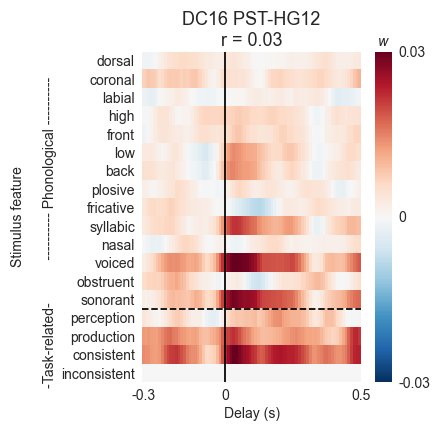 DC16 PST-HG12
r = 0.03
w
dorsal
coronal
labial
high
front
low
back
plosive
fricative
syllabic
nasal
voiced
obstruent
sonorant
perception
production
consistent
inconsistent
Stimulus feature
-Task-related- ---------- Phonological ----------
0.03
0
-0.03
-0.3
0
0.5
Delay (s)